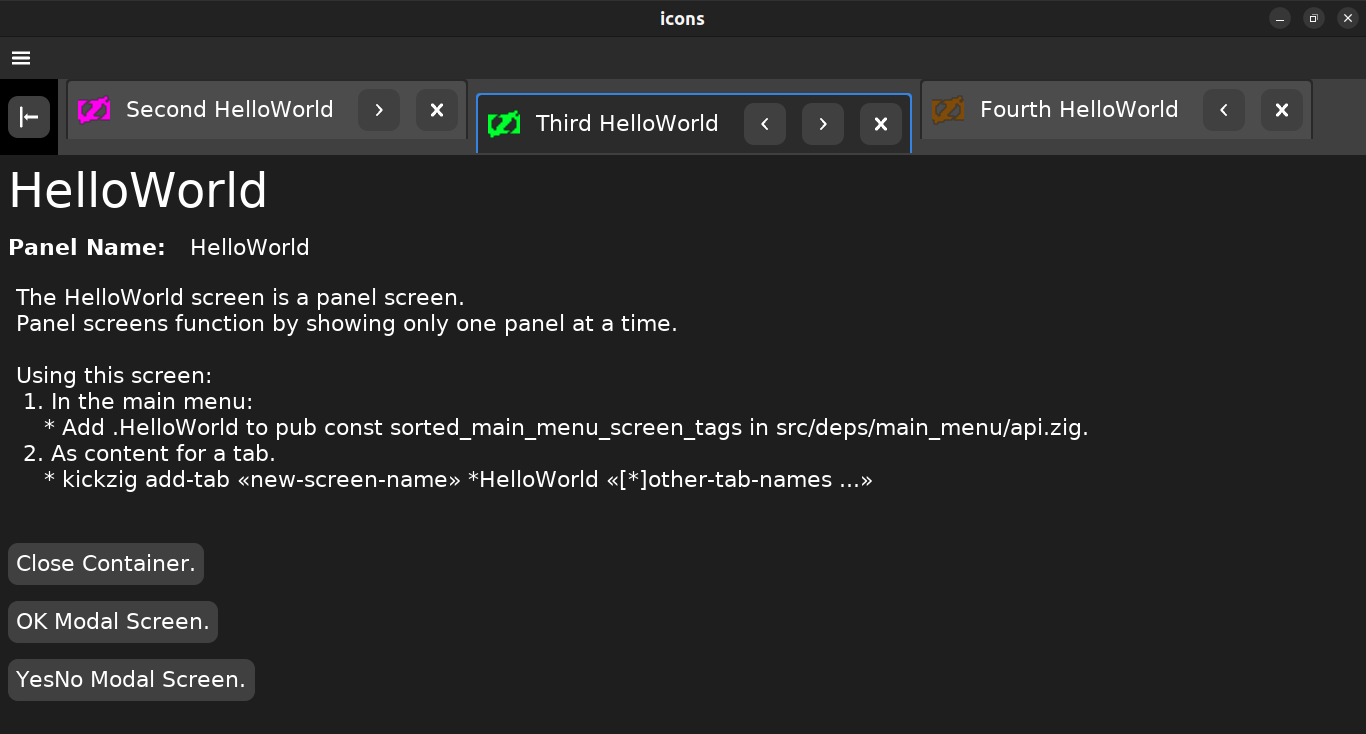 icons
Second HelloWorld
Third HelloWorld
Fourth HelloWorld
HelloWorld
Panel Name: HelloWorld
The HelloWorld screen is a panel screen.
Panel screens function by showing only one panel at a time.
Using this screen:
1. In the main menu:
* Add .HelloWorld to pub const sorted_main_menu_screen_tags in src/deps/main_menu/api.zig.
2. As content for a tab.
* kickzig add-tab «new-screen-name» *HelloWorld «[*]other-tab-names ...»
Close Container.
OK Modal Screen.
YesNo Modal Screen.